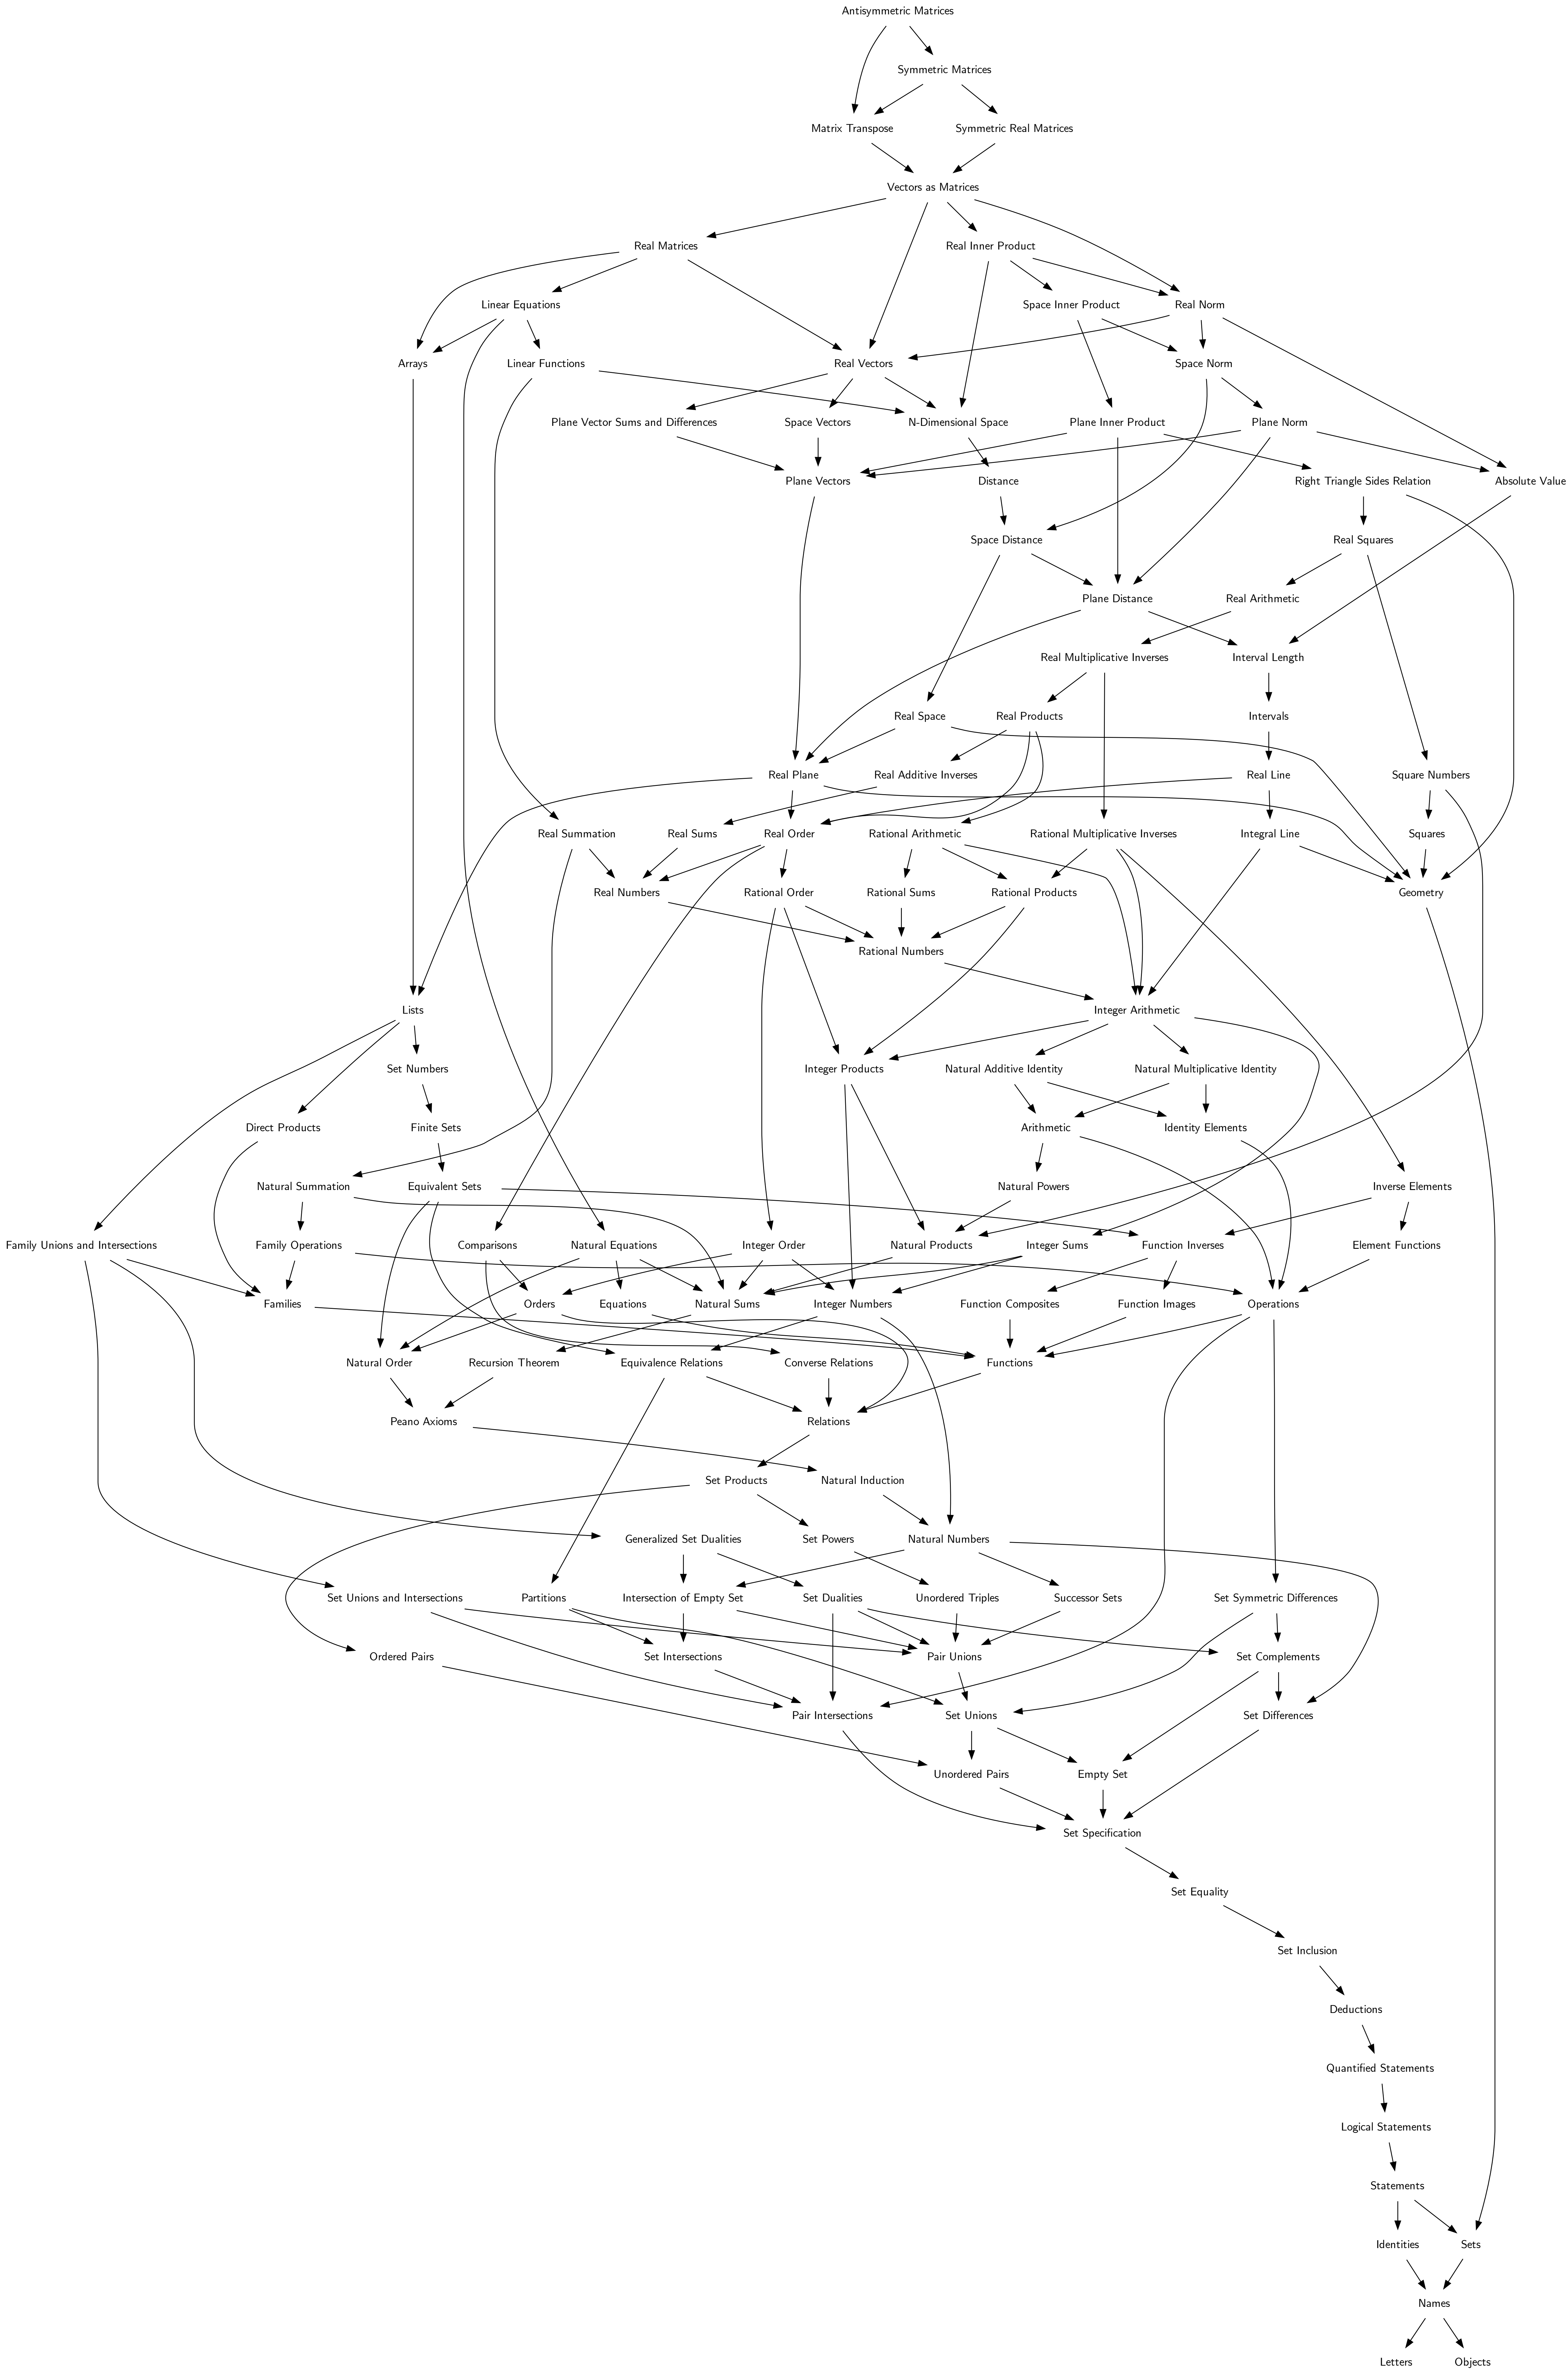 Antisymmetric Matrices
Symmetric Matrices
Matrix Transpose
Symmetric Real Matrices
Vectors as Matrices
Real Matrices
Real Inner Product
Linear Equations
Space Inner Product
Real Norm
Arrays
Linear Functions
Real Vectors
Space Norm
Plane Vector Sums and Differences
Space Vectors
N-Dimensional Space
Plane Inner Product
Plane Norm
Plane Vectors
Distance
Right Triangle Sides Relation
Absolute Value
Space Distance
Real Squares
Plane Distance
Real Arithmetic
Real Multiplicative Inverses
Interval Length
Real Space
Real Products
Intervals
Real Plane
Real Additive Inverses
Real Line
Square Numbers
Real Summation
Real Sums
Real Order
Rational Arithmetic
Rational Multiplicative Inverses
Integral Line
Squares
Real Numbers
Rational Order
Rational Sums
Rational Products
Geometry
Rational Numbers
Lists
Integer Arithmetic
Set Numbers
Integer Products
Natural Additive Identity
Natural Multiplicative Identity
Direct Products
Finite Sets
Arithmetic
Identity Elements
Natural Summation
Equivalent Sets
Natural Powers
Inverse Elements
Family Unions and Intersections
Family Operations
Comparisons
Natural Equations
Integer Order
Natural Products
Integer Sums
Function Inverses
Element Functions
Families
Orders
Equations
Natural Sums
Integer Numbers
Function Composites
Function Images
Operations
Natural Order
Recursion Theorem
Equivalence Relations
Converse Relations
Functions
Peano Axioms
Relations
Set Products
Natural Induction
Generalized Set Dualities
Set Powers
Natural Numbers
Set Unions and Intersections
Partitions
Intersection of Empty Set
Set Dualities
Unordered Triples
Successor Sets
Set Symmetric Differences
Ordered Pairs
Set Intersections
Pair Unions
Set Complements
Pair Intersections
Set Unions
Set Differences
Unordered Pairs
Empty Set
Set Specification
Set Equality
Set Inclusion
Deductions
Quantified Statements
Logical Statements
Statements
Identities
Sets
Names
Letters
Objects